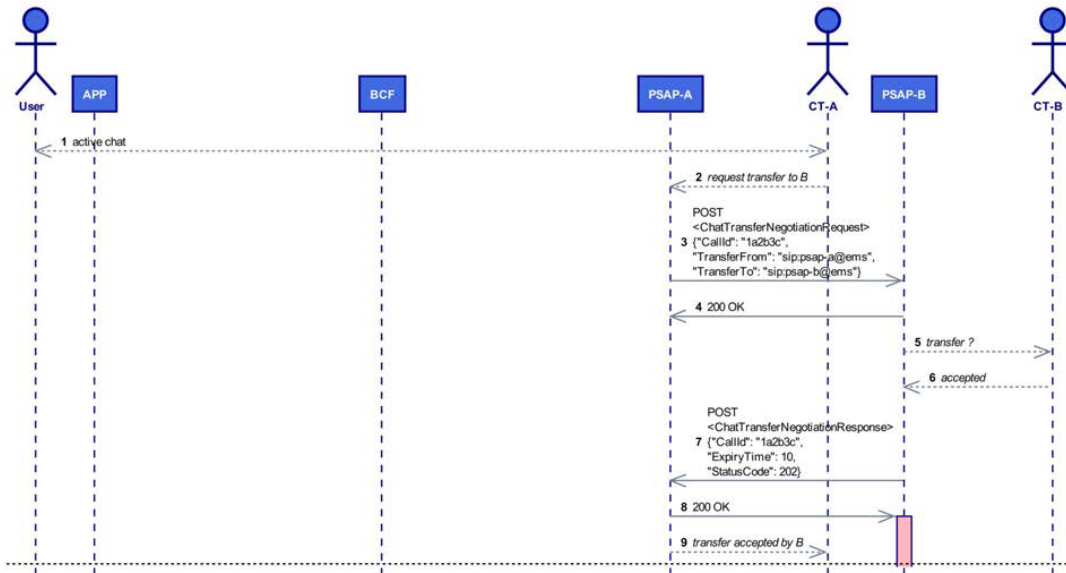 User
APP
BCF
PSAP-A
CT-A
PSAP-B
CT-B
1 active chat
2 request transfer to B
POST
<ChatTransferNegotiationRequest>
3 {"CallId": "1a2b3c",
"TransferFrom": "sip:psap-a@ems",
"TransferTo": "sip:psap-b@ems"}
4 200 OK
5 transfer ?
6 accepted
POST
<ChatTransferNegotiationResponse>
7 {"CallId": "1a2b3c",
"ExpiryTime": 10,
"StatusCode": 202}
8 200 OK
9 transfer accepted by B